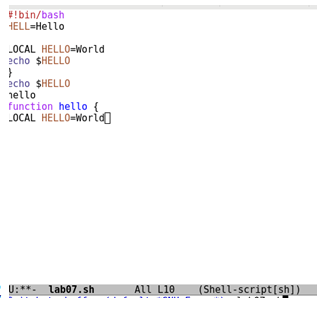 #!bin/bash
HELL=Hello
LOCAL HELLO=World
}
echo $HELLO
echo $HELLO
hello
function hello {
LOCAL HELLO=World
U:**- lab07.sh All L10 (Shell-script[sh])